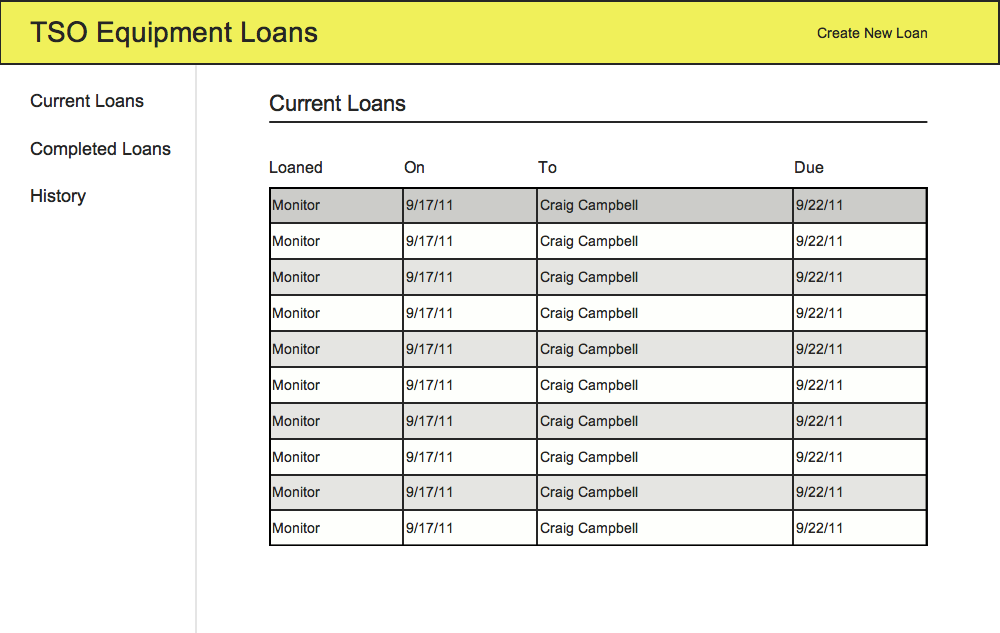 TSO Equipment Loans
Create New Loan
Current Loans
Completed Loans
History
Current Loans
Loaned On To Due
Monitor 9/17/11 Craig Campbell 9/22/11
Monitor 9/17/11 Craig Campbell 9/22/11
Monitor 9/17/11 Craig Campbell 9/22/11
Monitor 9/17/11 Craig Campbell 9/22/11
Monitor 9/17/11 Craig Campbell 9/22/11
Monitor 9/17/11 Craig Campbell 9/22/11
Monitor 9/17/11 Craig Campbell 9/22/11
Monitor 9/17/11 Craig Campbell 9/22/11
Monitor 9/17/11 Craig Campbell 9/22/11
Monitor 9/17/11 Craig Campbell 9/22/11